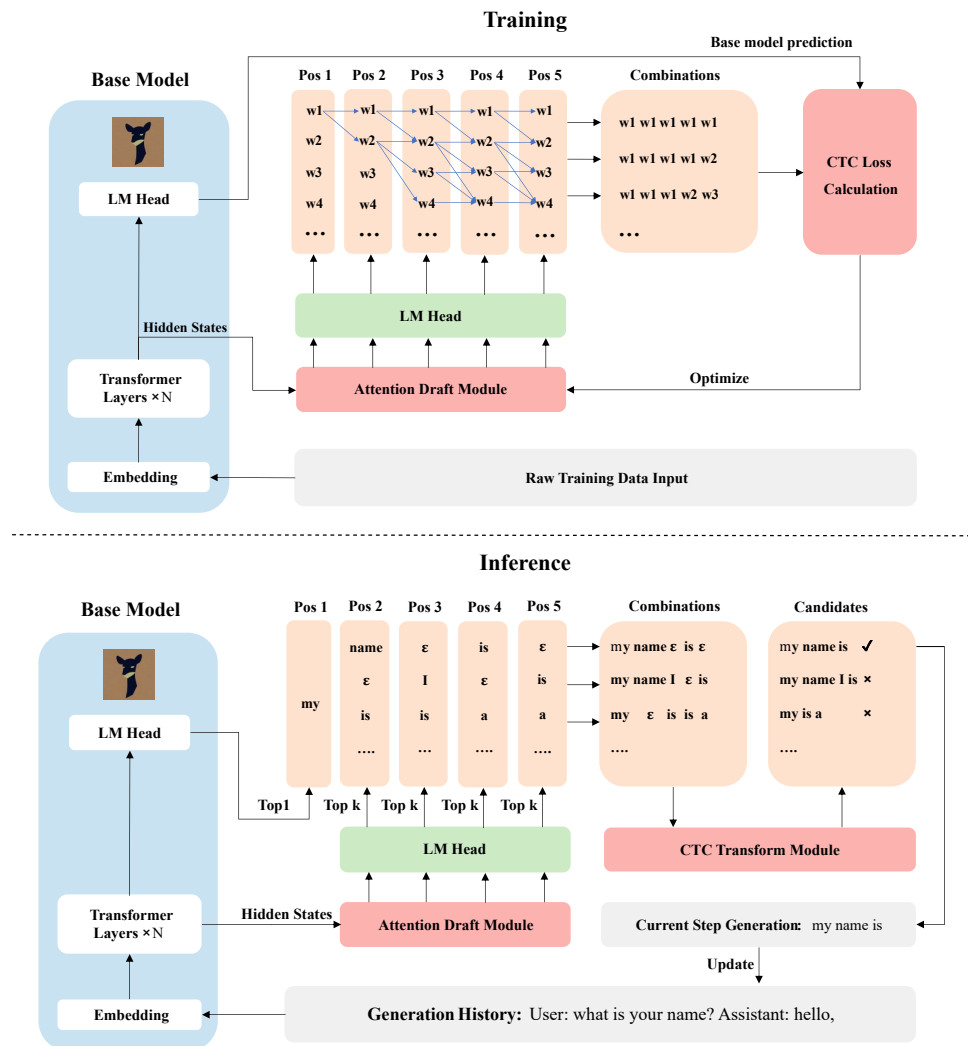 Training
Base model prediction
Base Model
Pos 1 Pos 2 Pos 3 Pos 4 Pos 5 Combinations
w1 w1 w1 w1 w1
w2 w2 w2 w2 w2
w3 w3 w3 w3 w3
w4 w4 w4 w4 w4
... ... ... ... ...
w1 w1 w1 w1 w1
w1 w1 w1 w1 w2
w1 w1 w1 w2 w3
...
CTC Loss
Calculation
LM Head
LM Head
Hidden States
Attention Draft Module
Optimize
Transformer
Layers ×N
Embedding
Raw Training Data Input
Inference
Base Model
Pos 1 Pos 2 Pos 3 Pos 4 Pos 5 Combinations Candidates
name ε is ε
ε I ε is
my
is is a a
.... ... .... ....
my name ε is ε
my name I ε is
my ε is is a
....
my name is ✓
my name I is ×
my is a ×
....
LM Head
Top1 Top k Top k Top k Top k
LM Head
CTC Transform Module
Hidden States
Attention Draft Module
Transformer
Layers ×N
Current Step Generation: my name is
Update
Embedding
Generation History: User: what is your name? Assistant: hello,